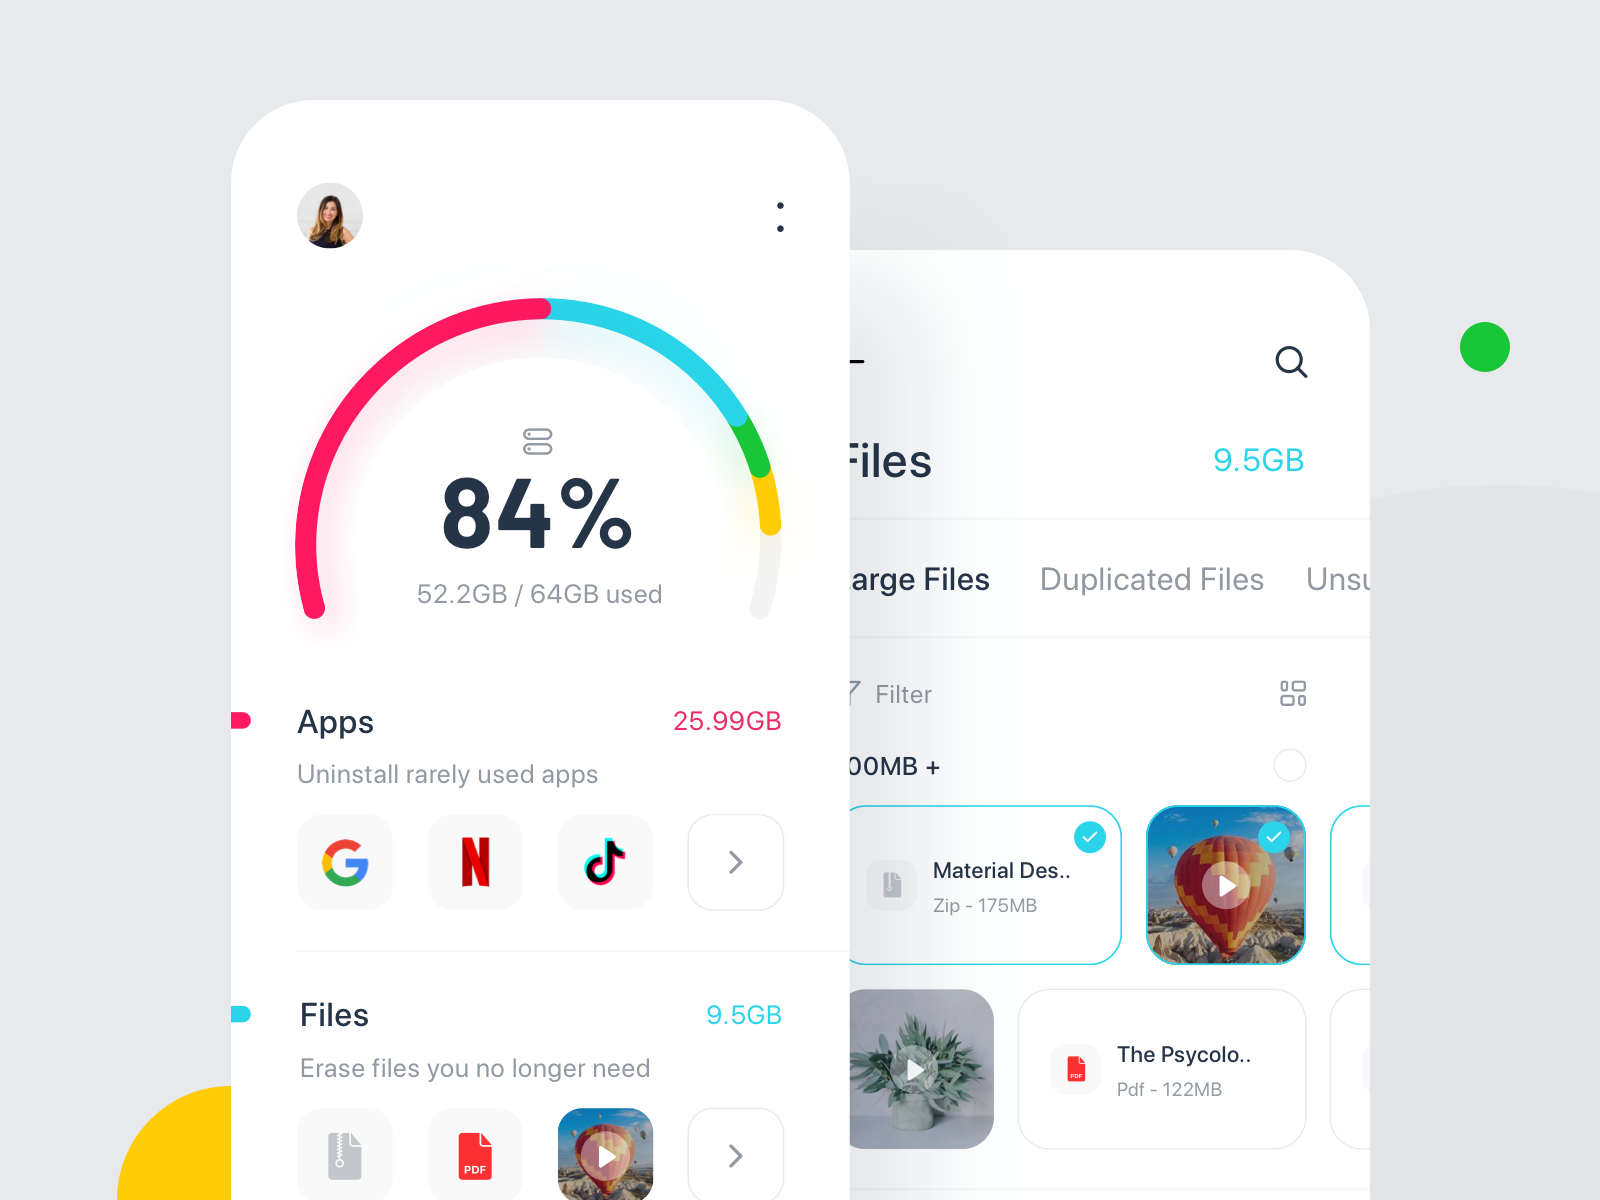 84%
52.2GB / 64GB used
Apps
25.99GB
Uninstall rarely used apps
Files
9.5GB
Erase files you no longer need
PDF
Files
9.5GB
arge Files
Duplicated Files
Unsu
Filter
00MB +
Material Des..
Zip - 175MB
The Psycolo..
Pdf - 122MB
PDF